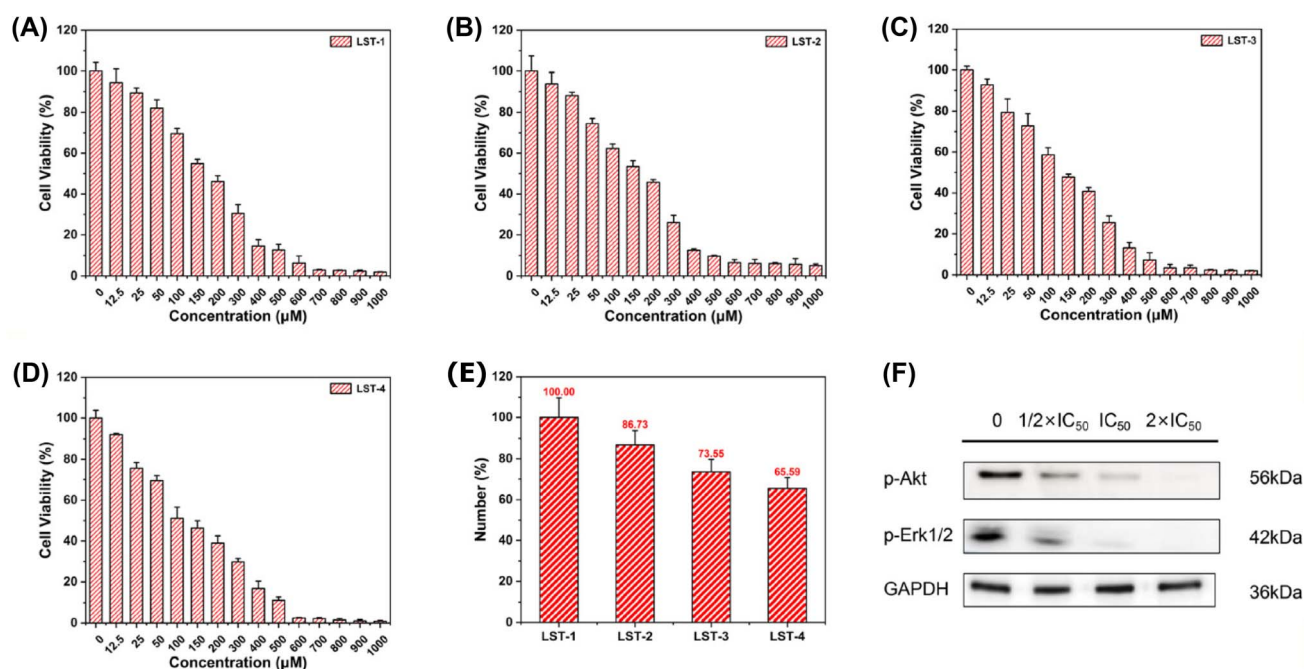 (A)
LST-1
Cell Viability (%)
120
100
80
60
40
20
0
0 12.5 25 50 100 150 200 300 400 500 600 700 800 900 1000
Concentration (μM)
(B)
LST-2
Cell Viability (%)
120
100
80
60
40
20
0
0 12.5 25 50 100 150 200 300 400 500 600 700 800 900 1000
Concentration (μM)
(C)
LST-3
Cell Viability (%)
120
100
80
60
40
20
0
0 12.5 25 50 100 150 200 300 400 500 600 700 800 900 1000
Concentration (μM)
(D)
LST-4
Cell Viability (%)
120
100
80
60
40
20
0
0 12.5 25 50 100 150 200 300 400 500 600 700 800 900 1000
Concentration (μM)
(E)
Number (%)
120
100
80
60
40
20
0
100.00
86.73
73.55
65.59
LST-1 LST-2 LST-3 LST-4
(F)
0 1/2×IC50 IC50 2×IC50
p-Akt 56kDa
p-Erk1/2 42kDa
GAPDH 36kDa